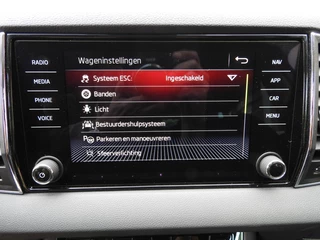 Wageninstellingen
RADIO
MEDIA
PHONE
VOICE
Systeem ESC: Ingeschakeld
Banden
Licht
Bestuurdershulpsysteem
Parkeren en manoeuvreren
Sfeerverlichting
NAV
APP
CAR
MENU